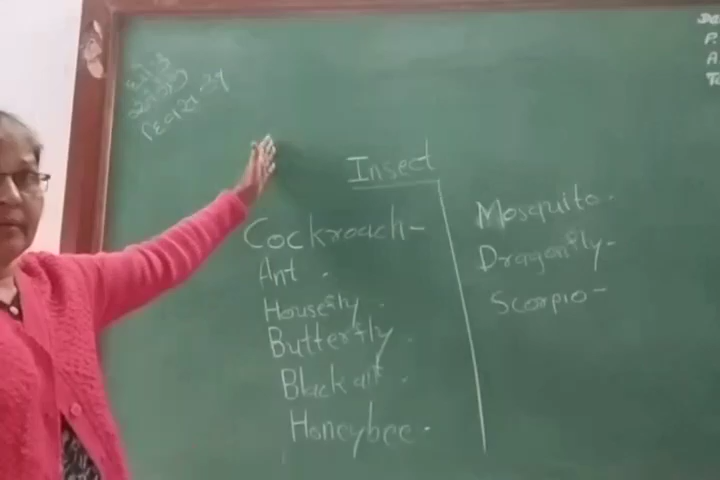 Insect
Cockroach-
Ant .
Housefly .
Butterfly .
Black ant .
Honeybee .
Mosquito .
Dragonfly-
Scorpio-